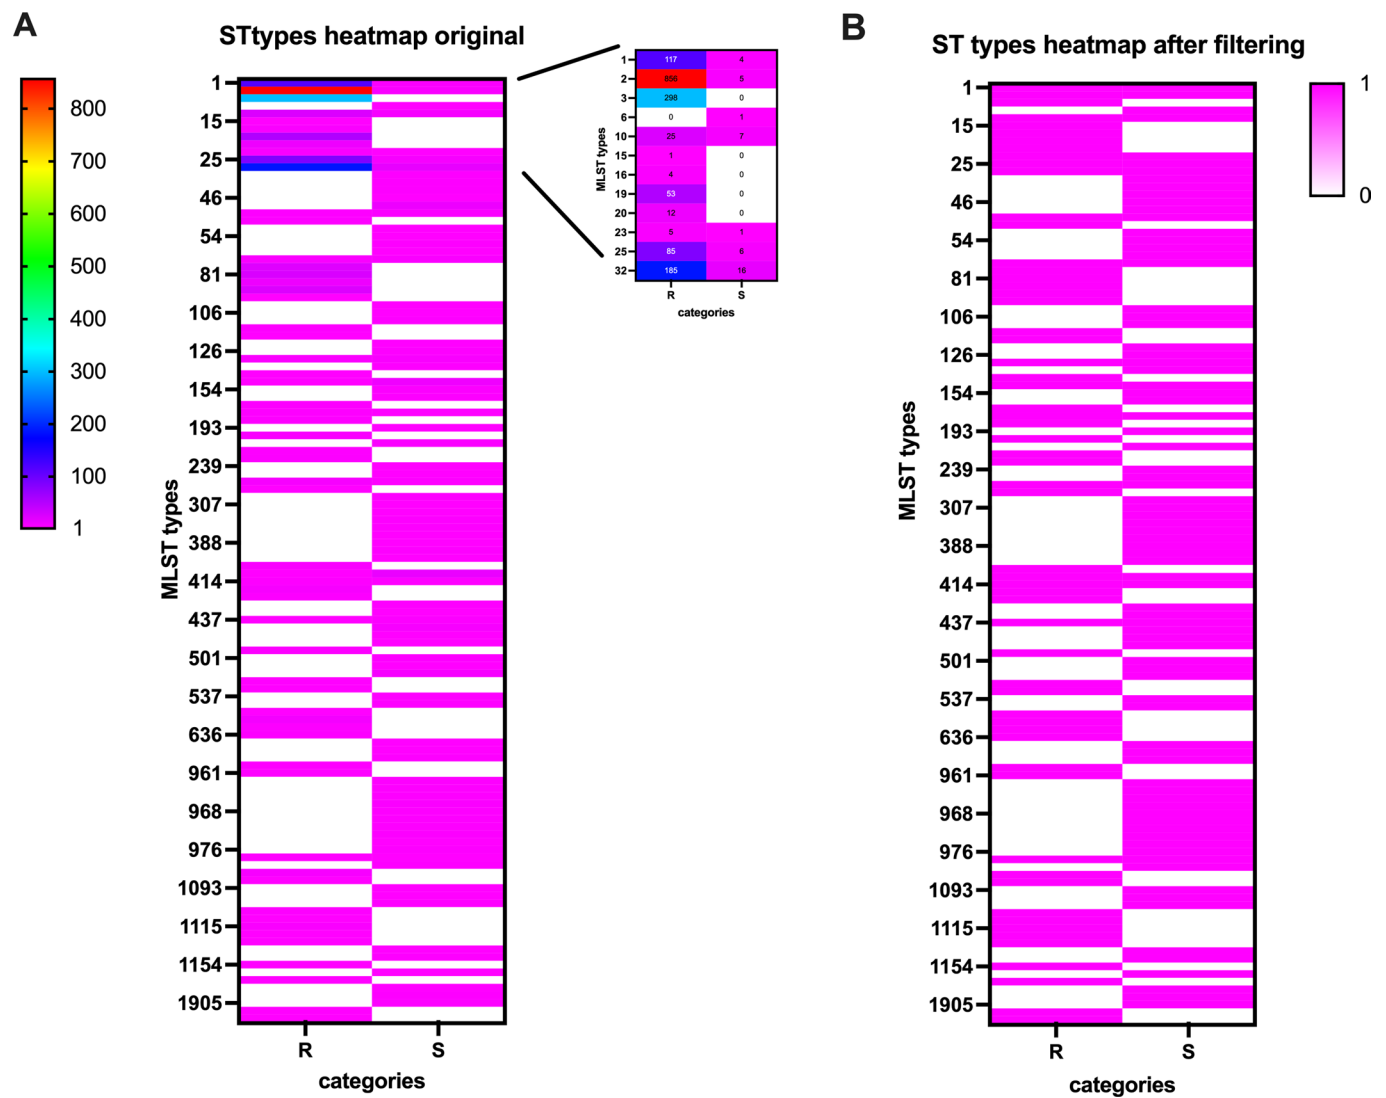 A
STtypes heatmap original
800
700
600
500
400
300
200
100
1
MLST types
1
15
25
46
54
81
106
126
154
193
239
307
388
414
437
501
537
636
961
968
976
1093
1115
1154
1905
R S
categories
MLST types
1 117 4
2 856 5
3 298 0
6 0 1
10 25 7
15 1 0
16 4 0
19 53 0
20 12 0
23 5 1
25 85 6
32 185 16
R S
categories
B
ST types heatmap after filtering
1
0
MLST types
1
15
25
46
54
81
106
126
154
193
239
307
388
414
437
501
537
636
961
968
976
1093
1115
1154
1905
R S
categories